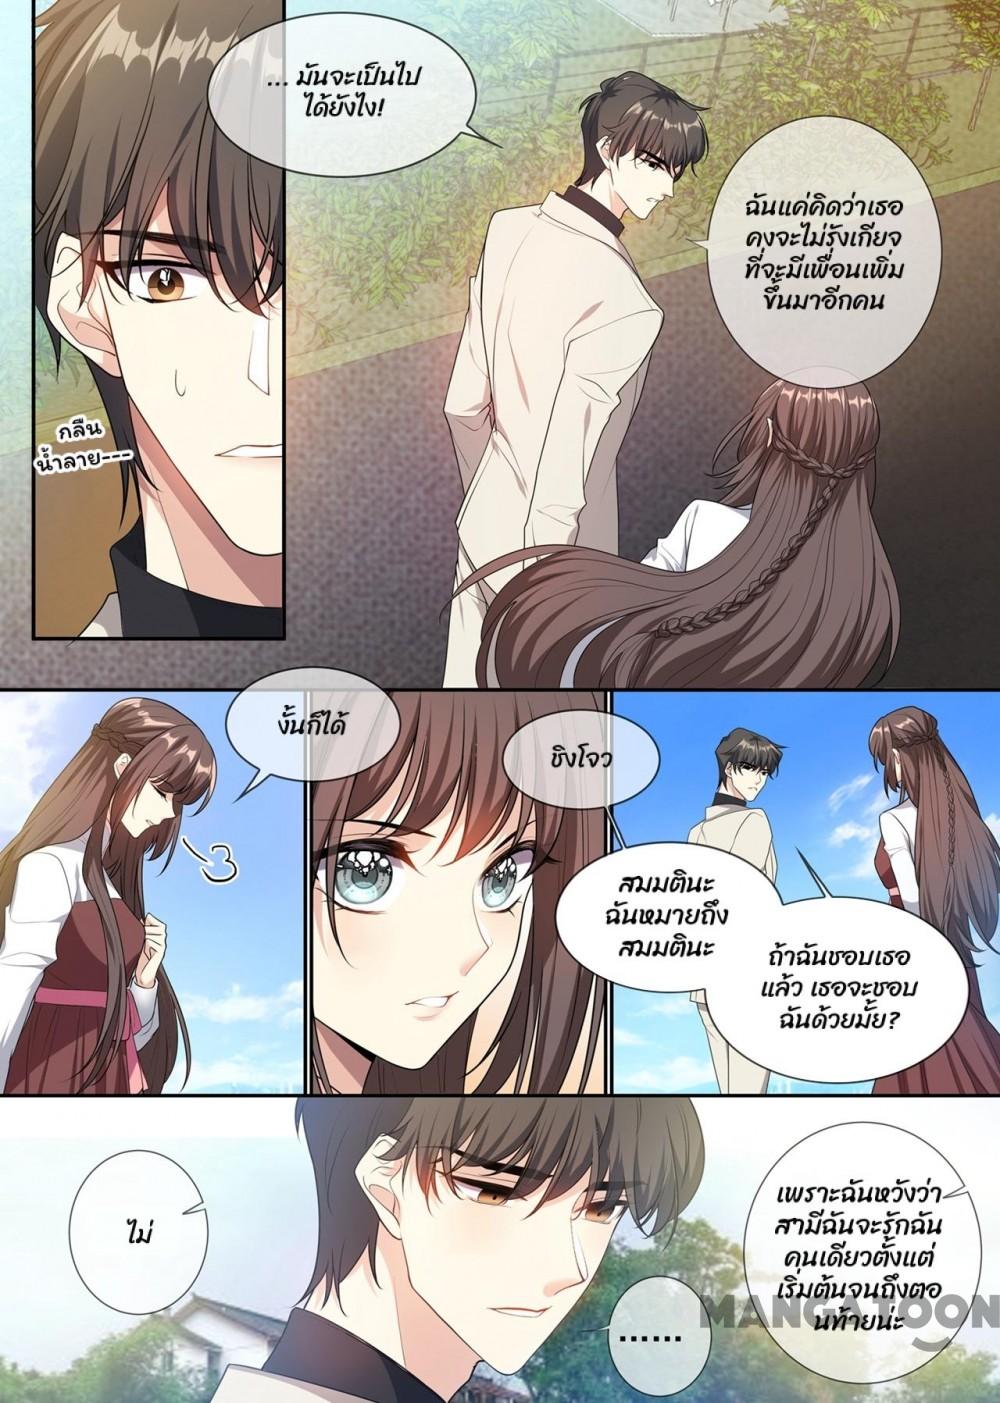 ... มันจะเป็นไป
ได้ยังไง!
ฉันแค่คิดว่าเธอ
คงจะไม่รังเกียจ
ที่จะมีเพื่อนเพิ่ม
ขึ้นมาอีกคน
กลืน
น้ำลาย---
งั้นก็ได้
ชิงโจว
สมมตินะ
ฉันหมายถึง
สมมตินะ
ถ้าฉันชอบเธอ
แล้ว เธอจะชอบ
ฉันด้วยมั้ย?
ไม่
เพราะฉันหวังว่า
สามีฉันจะรักฉัน
คนเดียวตั้งแต่
เริ่มต้นจนถึงตอ
นท้ายน่ะ
......
MANGATOON